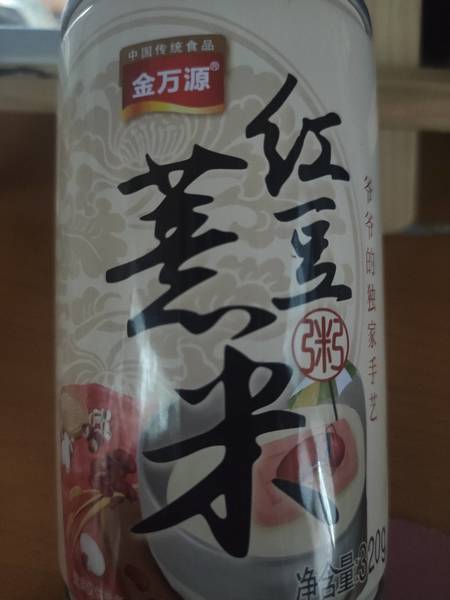 中国传统食品
金万源®
红豆
薏米
粥
爷爷的独家手艺
净含量:320g